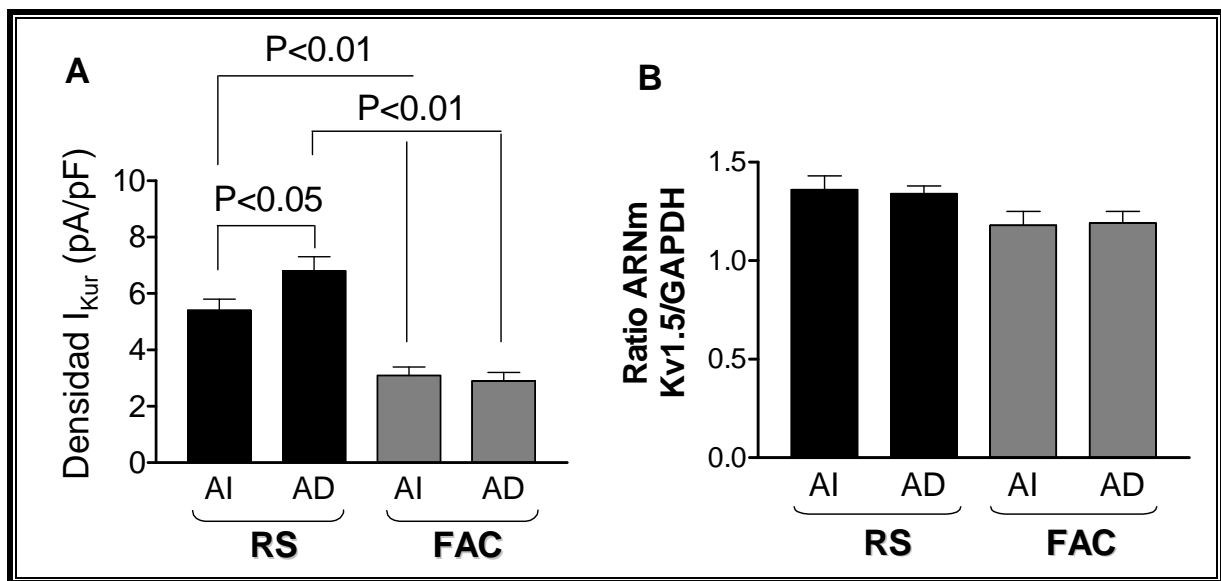 A
P<0.01
P<0.01
P<0.05
Densidad I_Kur (pA/pF)
10
8
6
4
2
0
AI AD AI AD
RS FAC
B
Ratio ARNm
Kv1.5/GAPDH
1.5
1.0
0.5
0.0
AI AD AI AD
RS FAC